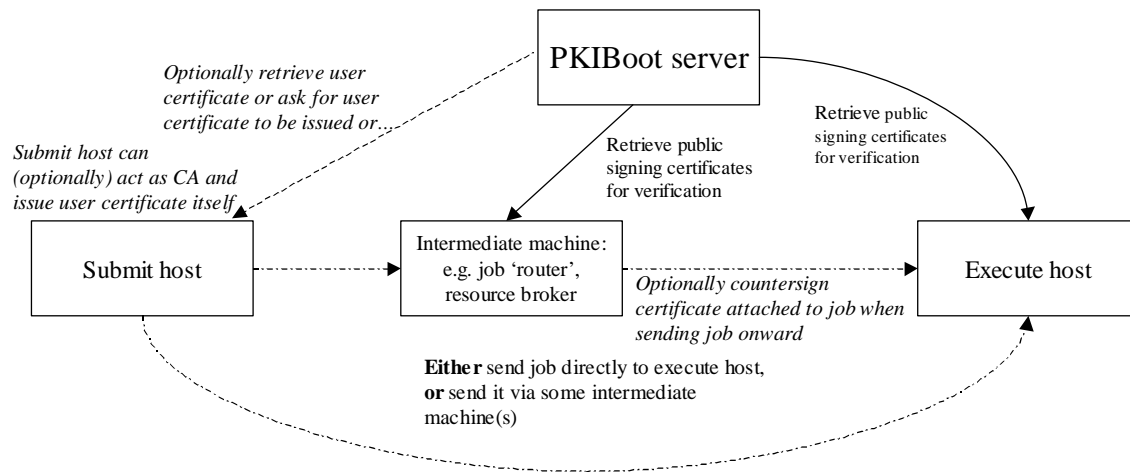 PKIBoot server
Optionally retrieve user
certificate or ask for user
certificate to be issued or....
Retrieve public
signing certificates
for verification
Retrieve public
signing certificates
for verification
Submit host can
(optionally) act as CA and
issue user certificate itself
Submit host
Intermediate machine:
e.g. job ‘router’,
resource broker
Execute host
Optionally countersign
certificate attached to job when
sending job onward
Either send job directly to execute host,
or send it via some intermediate
machine(s)